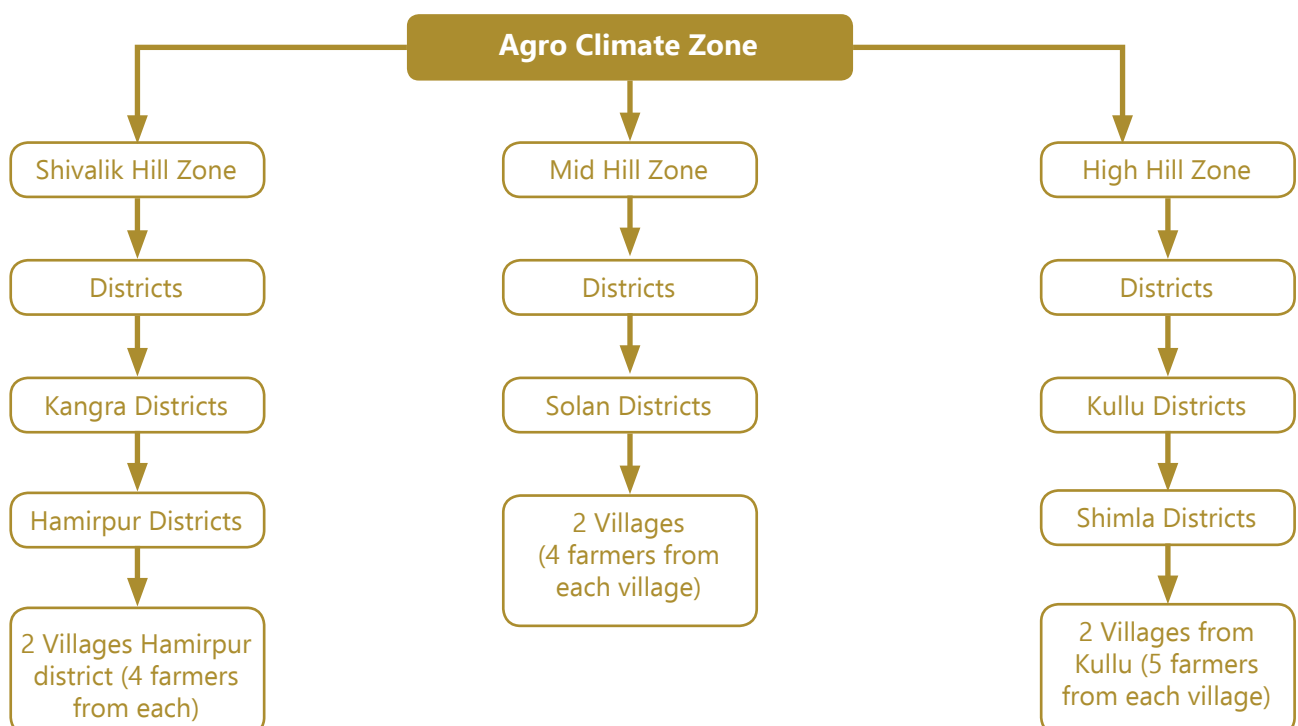 Agro Climate Zone
Shivalik Hill Zone
Mid Hill Zone
High Hill Zone
Districts
Districts
Districts
Kangra Districts
Solan Districts
Kullu Districts
Hamirpur Districts
2 Villages
(4 farmers from
each village)
Shimla Districts
2 Villages Hamirpur
district (4 farmers
from each)
2 Villages from
Kullu (5 farmers
from each village)